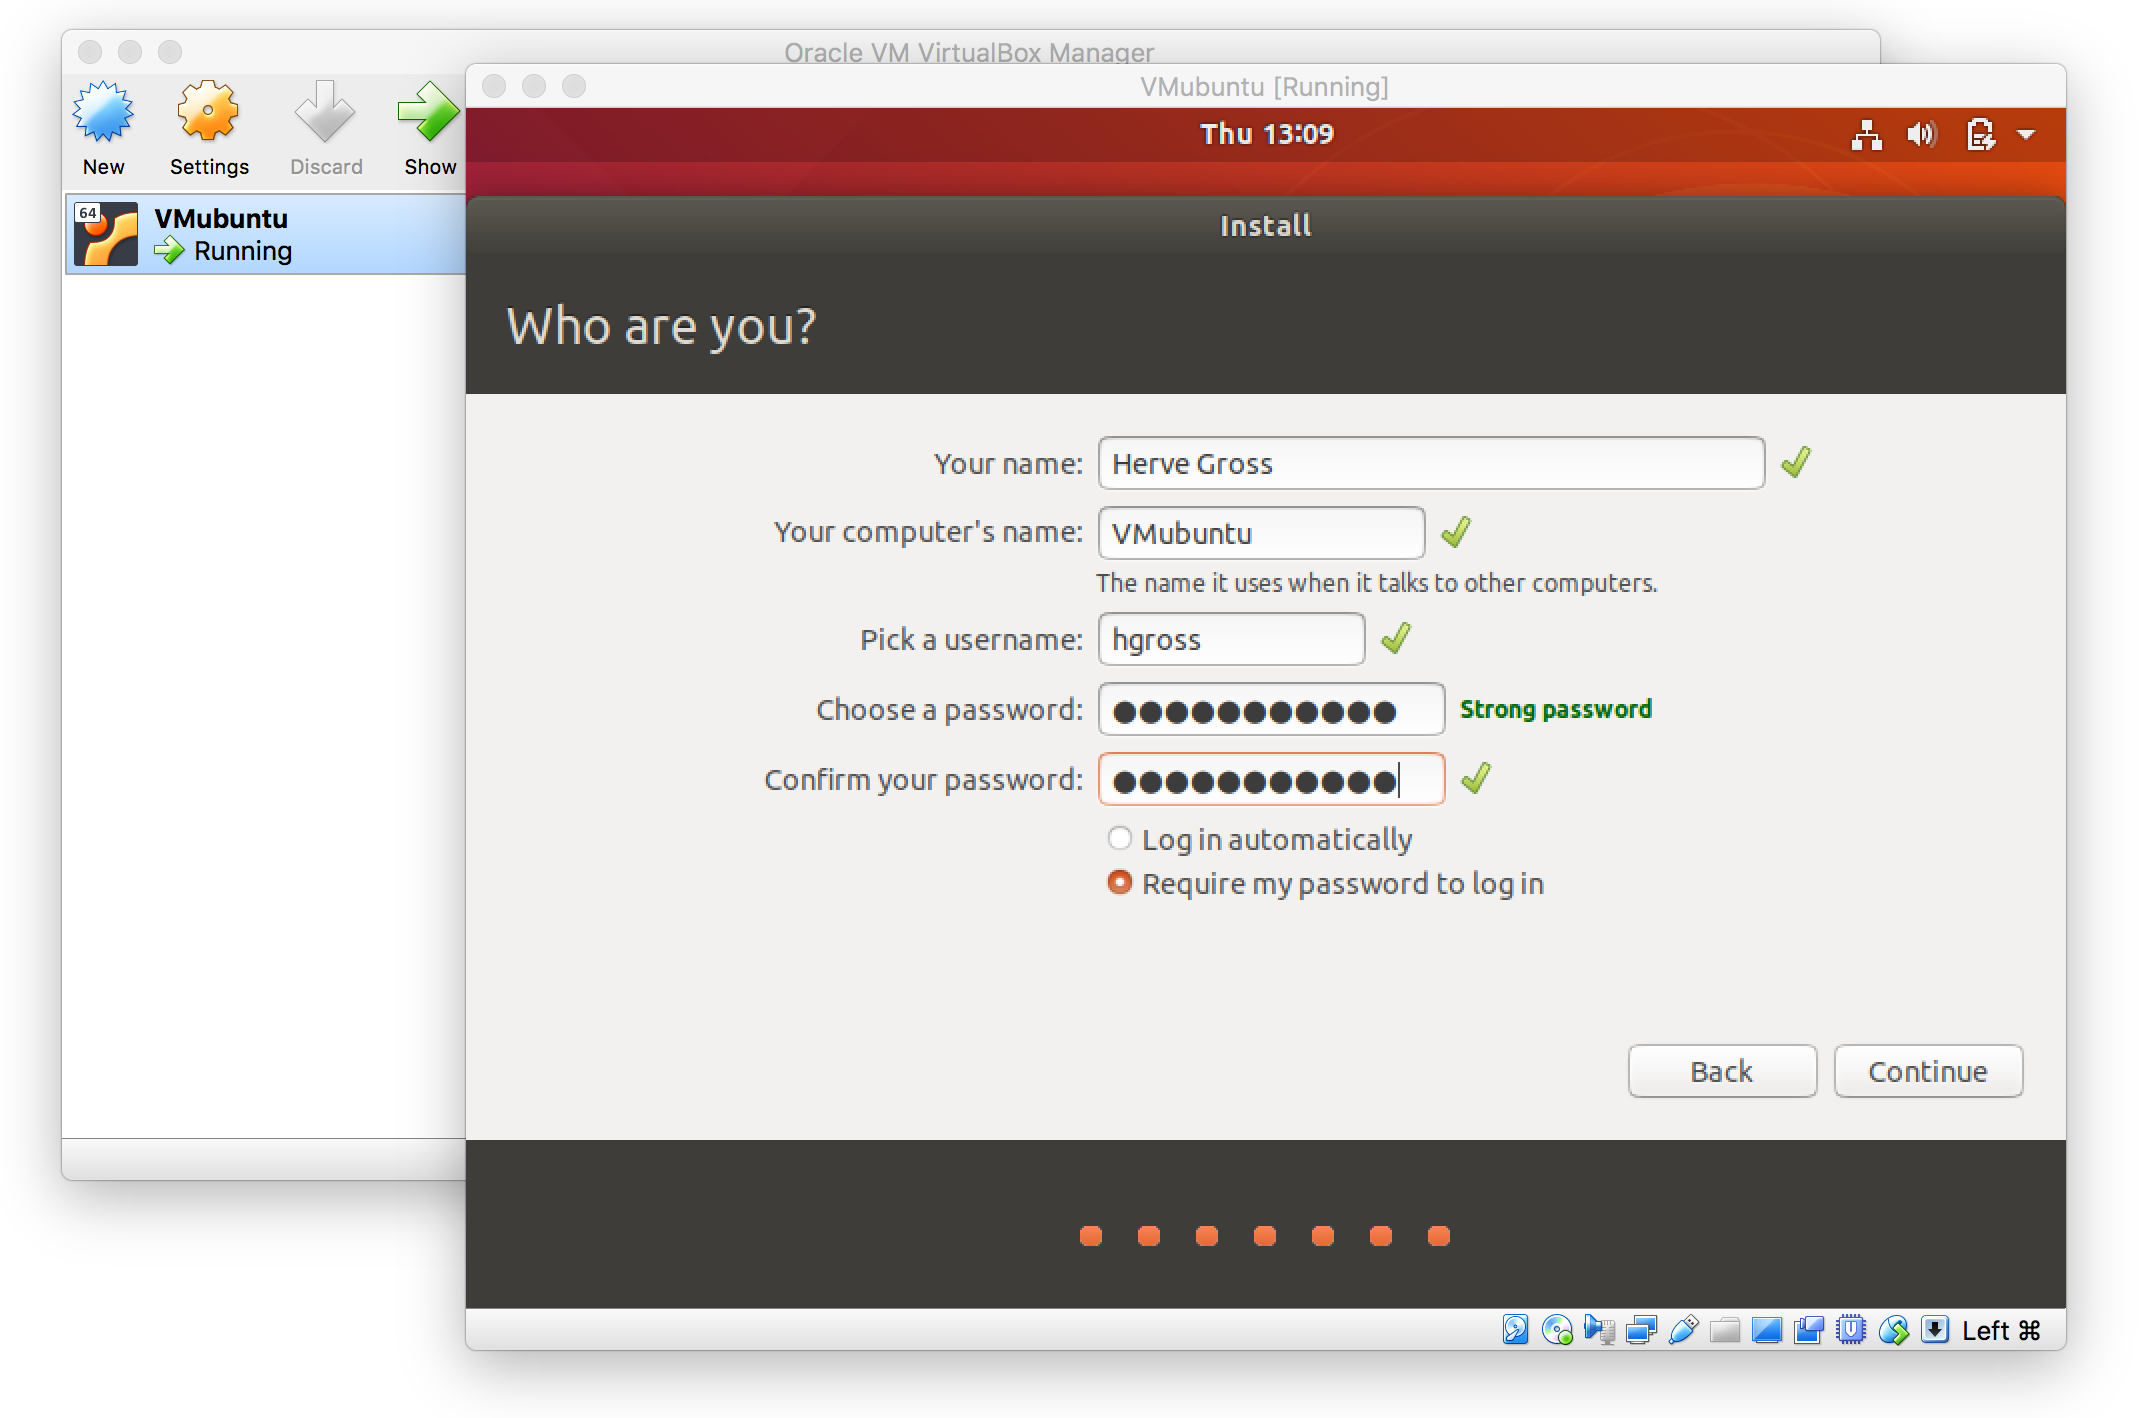 Oracle VM VirtualBox Manager
New
Settings
Discard
Show
64
VMubuntu
Running
VMubuntu [Running]
Thu 13:09
Install
Who are you?
Your name: Herve Gross
Your computer's name: VMubuntu
The name it uses when it talks to other computers.
Pick a username: hgross
Choose a password: ●●●●●●●●●●● Strong password
Confirm your password: ●●●●●●●●●●●
Log in automatically
Require my password to log in
Back
Continue
Left ⌘